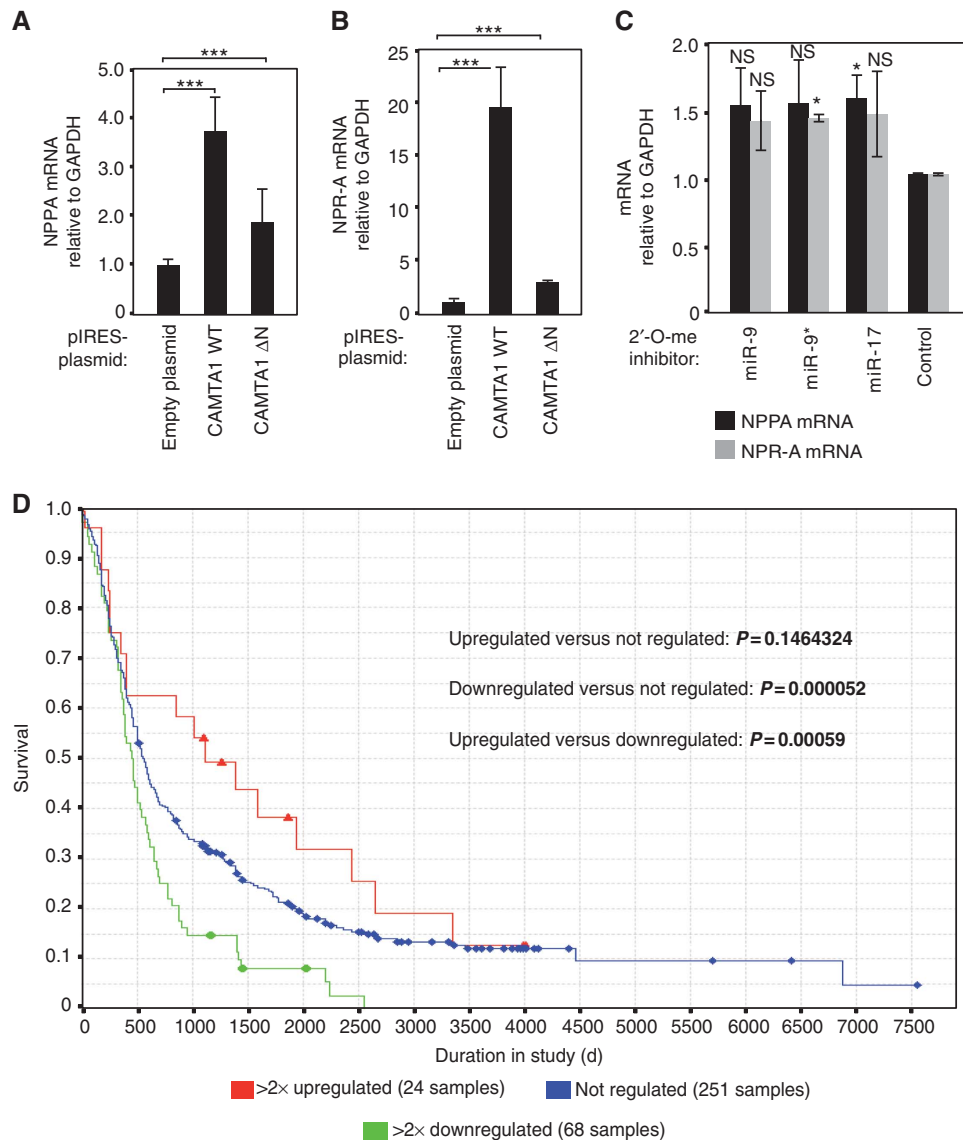 A
***
***
5.0
4.0
3.0
2.0
1.0
0.0
NPPA mRNA
relative to GAPDH
pIRES-
plasmid:
Empty plasmid
CAMTA1 WT
CAMTA1 ΔN
B
***
***
25
20
15
10
5
0
NPR-A mRNA
relative to GAPDH
pIRES-
plasmid:
Empty plasmid
CAMTA1 WT
CAMTA1 ΔN
C
2.0
1.5
1.0
0.5
0
mRNA
relative to GAPDH
NS
NS
NS
*
*
NS
2′-O-me
inhibitor:
miR-9
miR-9*
miR-17
Control
NPPA mRNA
NPR-A mRNA
D
1.0
0.9
0.8
0.7
0.6
0.5
0.4
0.3
0.2
0.1
0
Survival
Upregulated versus not regulated: P = 0.1464324
Downregulated versus not regulated: P = 0.000052
Upregulated versus downregulated: P = 0.00059
0 500 1000 1500 2000 2500 3000 3500 4000 4500 5000 5500 6000 6500 7000 7500
Duration in study (d)
>2× upregulated (24 samples)
Not regulated (251 samples)
>2× downregulated (68 samples)